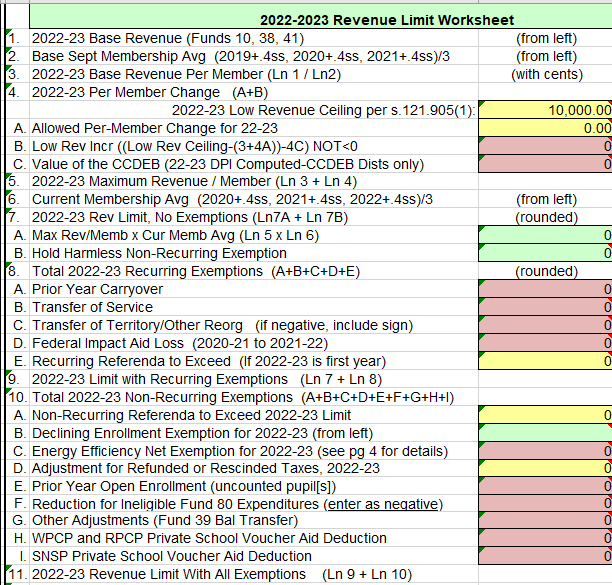 2022-2023 Revenue Limit Worksheet
1. 2022-23 Base Revenue (Funds 10, 38, 41) (from left)
2. Base Sept Membership Avg (2019+.4ss, 2020+.4ss, 2021+.4ss)/3 (from left)
3. 2022-23 Base Revenue Per Member (Ln 1 / Ln2) (with cents)
4. 2022-23 Per Member Change (A+B)
2022-23 Low Revenue Ceiling per s.121.905(1): 10,000.00
A. Allowed Per-Member Change for 22-23 0.00
B. Low Rev Incr ((Low Rev Ceiling-(3+4A))-4C) NOT<0 0
C. Value of the CCDEB (22-23 DPI Computed-CCDEB Dists only) 0
5. 2022-23 Maximum Revenue / Member (Ln 3 + Ln 4)
6. Current Membership Avg (2020+.4ss, 2021+.4ss, 2022+.4ss)/3 (from left)
7. 2022-23 Rev Limit, No Exemptions (Ln7A + Ln 7B) (rounded)
A. Max Rev/Memb x Cur Memb Avg (Ln 5 x Ln 6) 0
B. Hold Harmless Non-Recurring Exemption 0
8. Total 2022-23 Recurring Exemptions (A+B+C+D+E) (rounded)
A. Prior Year Carryover 0
B. Transfer of Service 0
C. Transfer of Territory/Other Reorg (if negative, include sign) 0
D. Federal Impact Aid Loss (2020-21 to 2021-22) 0
E. Recurring Referenda to Exceed (If 2022-23 is first year) 0
9. 2022-23 Limit with Recurring Exemptions (Ln 7 + Ln 8)
10. Total 2022-23 Non-Recurring Exemptions (A+B+C+D+E+F+G+H+I)
A. Non-Recurring Referenda to Exceed 2022-23 Limit 0
B. Declining Enrollment Exemption for 2022-23 (from left)
C. Energy Efficiency Net Exemption for 2022-23 (see pg 4 for details) 0
D. Adjustment for Refunded or Rescinded Taxes, 2022-23 0
E. Prior Year Open Enrollment (uncounted pupil[s]) 0
F. Reduction for Ineligible Fund 80 Expenditures (enter as negative) 0
G. Other Adjustments (Fund 39 Bal Transfer) 0
H. WPCP and RPCP Private School Voucher Aid Deduction 0
I. SNSP Private School Voucher Aid Deduction 0
11. 2022-23 Revenue Limit With All Exemptions (Ln 9 + Ln 10)